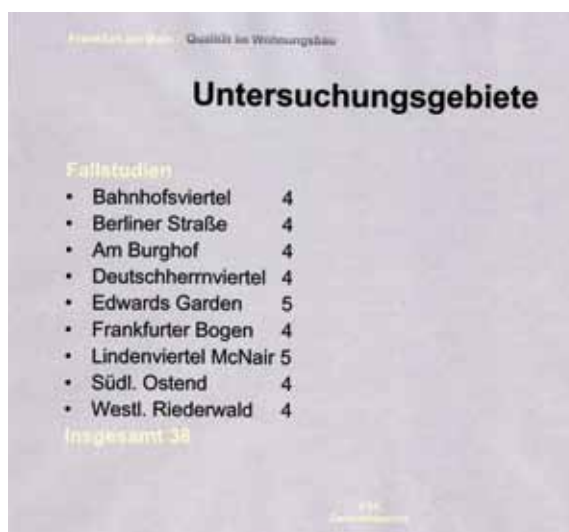 Frankfurt am Main Qualität im Wohnungsbau
Untersuchungsgebiete
Fallstudien
• Bahnhofsviertel 4
• Berliner Straße 4
• Am Burghof 4
• Deutschherrnviertel 4
• Edwards Garden 5
• Frankfurter Bogen 4
• Lindenviertel McNair 5
• Südl. Ostend 4
• Westl. Riederwald 4
Insgesamt 38